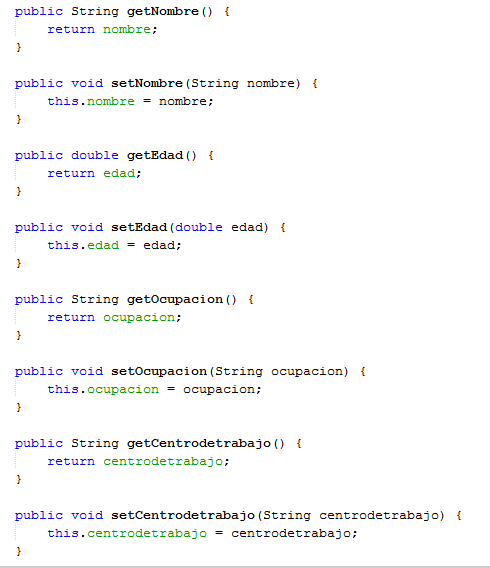 public String getNombre() {
    return nombre;
}

public void setNombre(String nombre) {
    this.nombre = nombre;
}

public double getEdad() {
    return edad;
}

public void setEdad(double edad) {
    this.edad = edad;
}

public String getOcupacion() {
    return ocupacion;
}

public void setOcupacion(String ocupacion) {
    this.ocupacion = ocupacion;
}

public String getCentrodetrabajo() {
    return centrodetrabajo;
}

public void setCentrodetrabajo(String centrodetrabajo) {
    this.centrodetrabajo = centrodetrabajo;
}